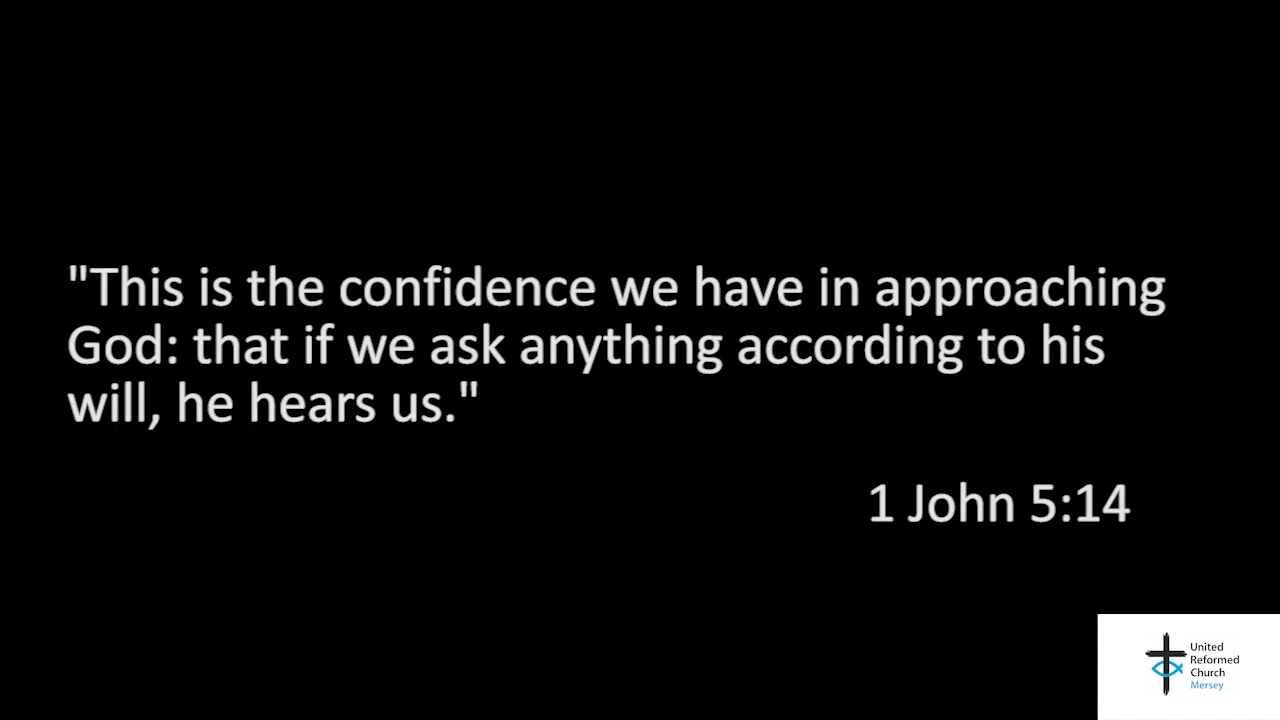 "This is the confidence we have in approaching
God: that if we ask anything according to his
will, he hears us."
1 John 5:14
United
Reformed
Church
Mersey